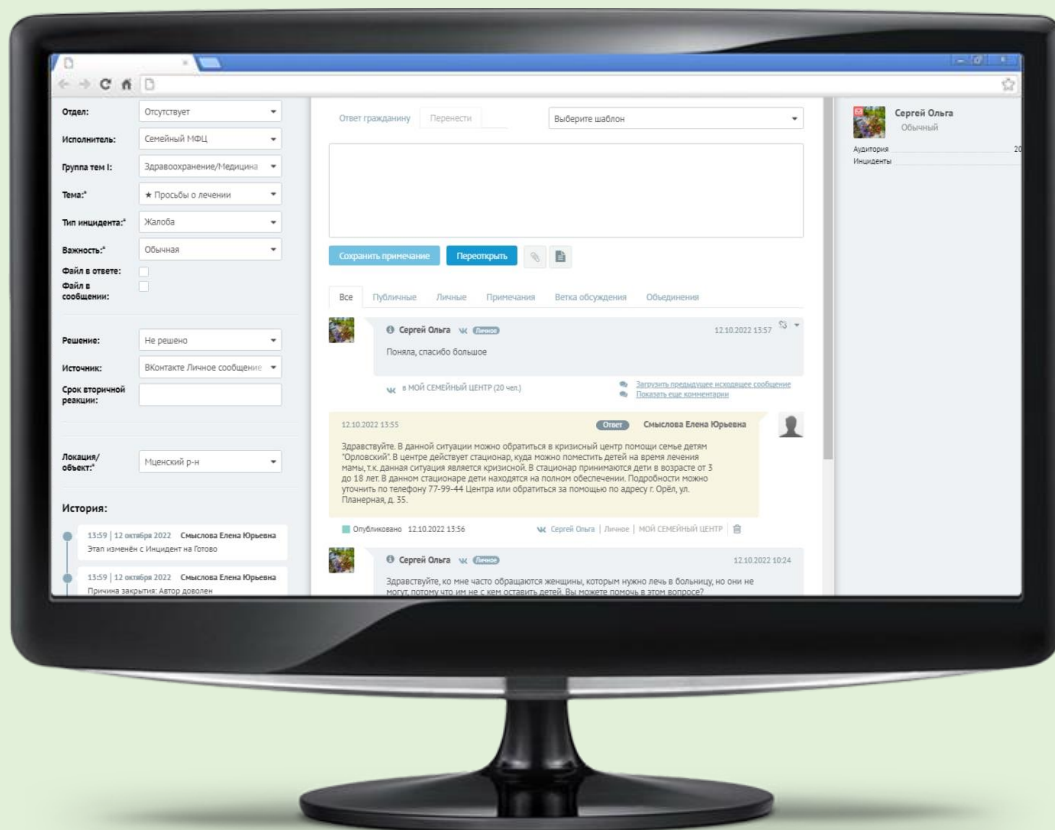 Отдел: Отсутствует
Исполнитель: Семейный МФЦ
Группа тем I: Здравоохранение/Медицина
Тема:* ★ Просьбы о лечении
Тип инцидента:* Жалоба
Важность:* Обычная
Файл в ответе:
Файл в
сообщении:
Решение: Не решено
Источник: ВКонтакте Личное сообщение
Срок вторичной
реакции:
Локация/
объект:* Мценский р-н
История:
13:59 | 12 октября 2022 Смыслова Елена Юрьевна
Этап изменён с Инцидент на Готово
13:59 | 12 октября 2022 Смыслова Елена Юрьевна
Причина закрытия: Автор доволен
Ответ гражданину Перенести Выберите шаблон
Сохранить примечание Переоткрыть
Все Публичные Личные Примечания Ветка обсуждения Объединения
Сергей Ольга Личное 12.10.2022 13:57
Поняла, спасибо большое
в МОЙ СЕМЕЙНЫЙ ЦЕНТР (20 чел.) Загрузить предыдущее исходящее сообщение
Показать еще комментарии
12.10.2022 13:55 Ответ Смыслова Елена Юрьевна
Здравствуйте. В данной ситуации можно обратиться в кризисный центр помощи семье детям
"Орловский". В центре действует стационар, куда можно поместить детей на время лечения
мамы, т.к. данная ситуация является кризисной. В стационар принимаются дети в возрасте от 3
до 18 лет. В данном стационаре дети находятся на полном обеспечении. Подробности можно
уточнить по телефону 77-99-44 Центра или обратиться за помощью по адресу г. Орёл, ул.
Планерная, д. 35.
Опубликовано 12.10.2022 13:56 Сергей Ольга | Личное | МОЙ СЕМЕЙНЫЙ ЦЕНТР |
Сергей Ольга Личное 12.10.2022 10:24
Здравствуйте, ко мне часто обращаются женщины, которым нужно лечь в больницу, но они не
могут, потому что им не с кем оставить детей. Вы можете помочь в этом вопросе?
Сергей Ольга
Обычный
Аудитория 20
Инциденты